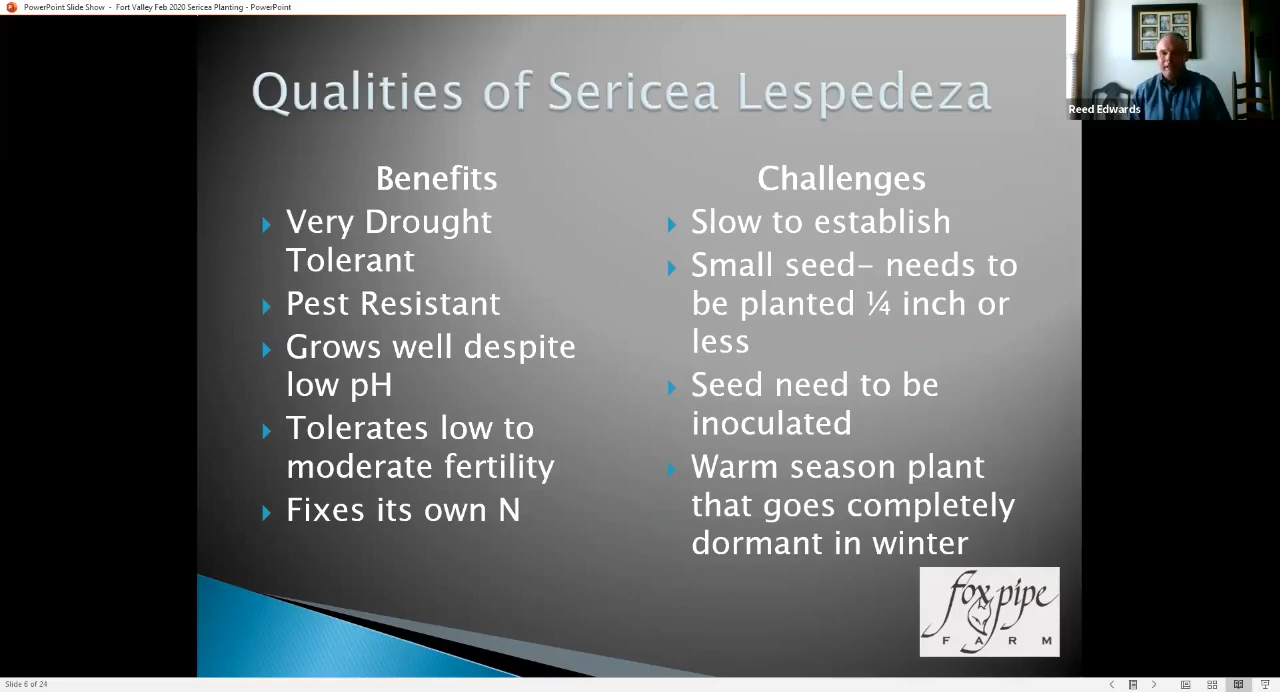 PowerPoint Slide Show - Fort Valley Feb 2020 Sericea Planting - PowerPoint
Reed Edwards
Qualities of Sericea Lespedeza
Benefits
Very Drought
Tolerant
Pest Resistant
Grows well despite
low pH
Tolerates low to
moderate fertility
Fixes its own N
Challenges
Slow to establish
Small seed– needs to
be planted ¼ inch or
less
Seed need to be
inoculated
Warm season plant
that goes completely
dormant in winter
fox pipe
FARM
Slide 6 of 24